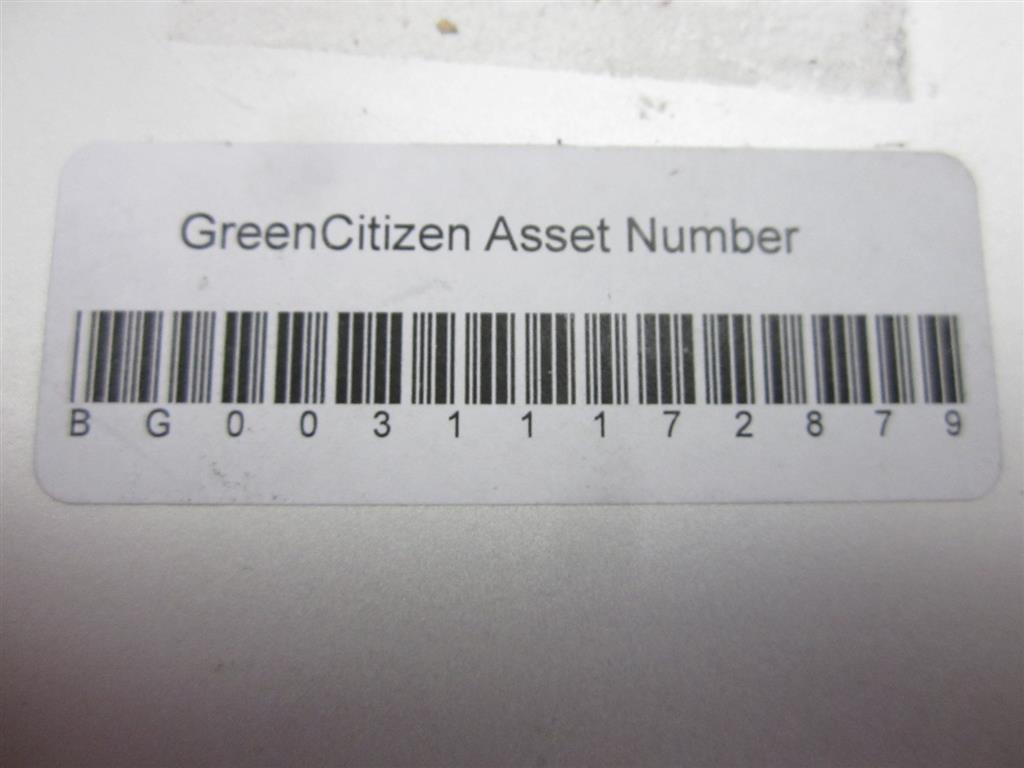 GreenCitizen Asset Number
B G 0 0 3 1 1 1 7 2 8 7 9